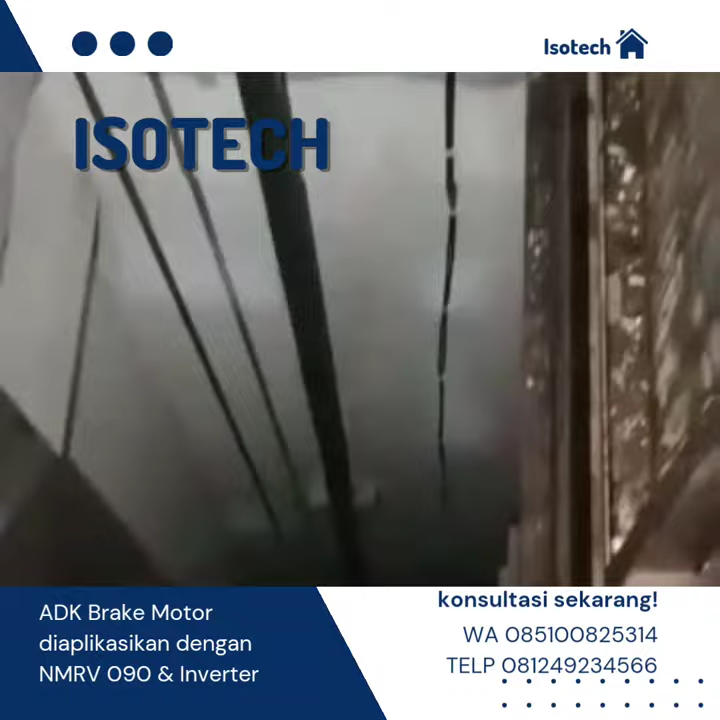 Isotech
ISOTECH
ADK Brake Motor
diaplikasikan dengan
NMRV 090 & Inverter
konsultasi sekarang!
WA 085100825314
TELP 081249234566